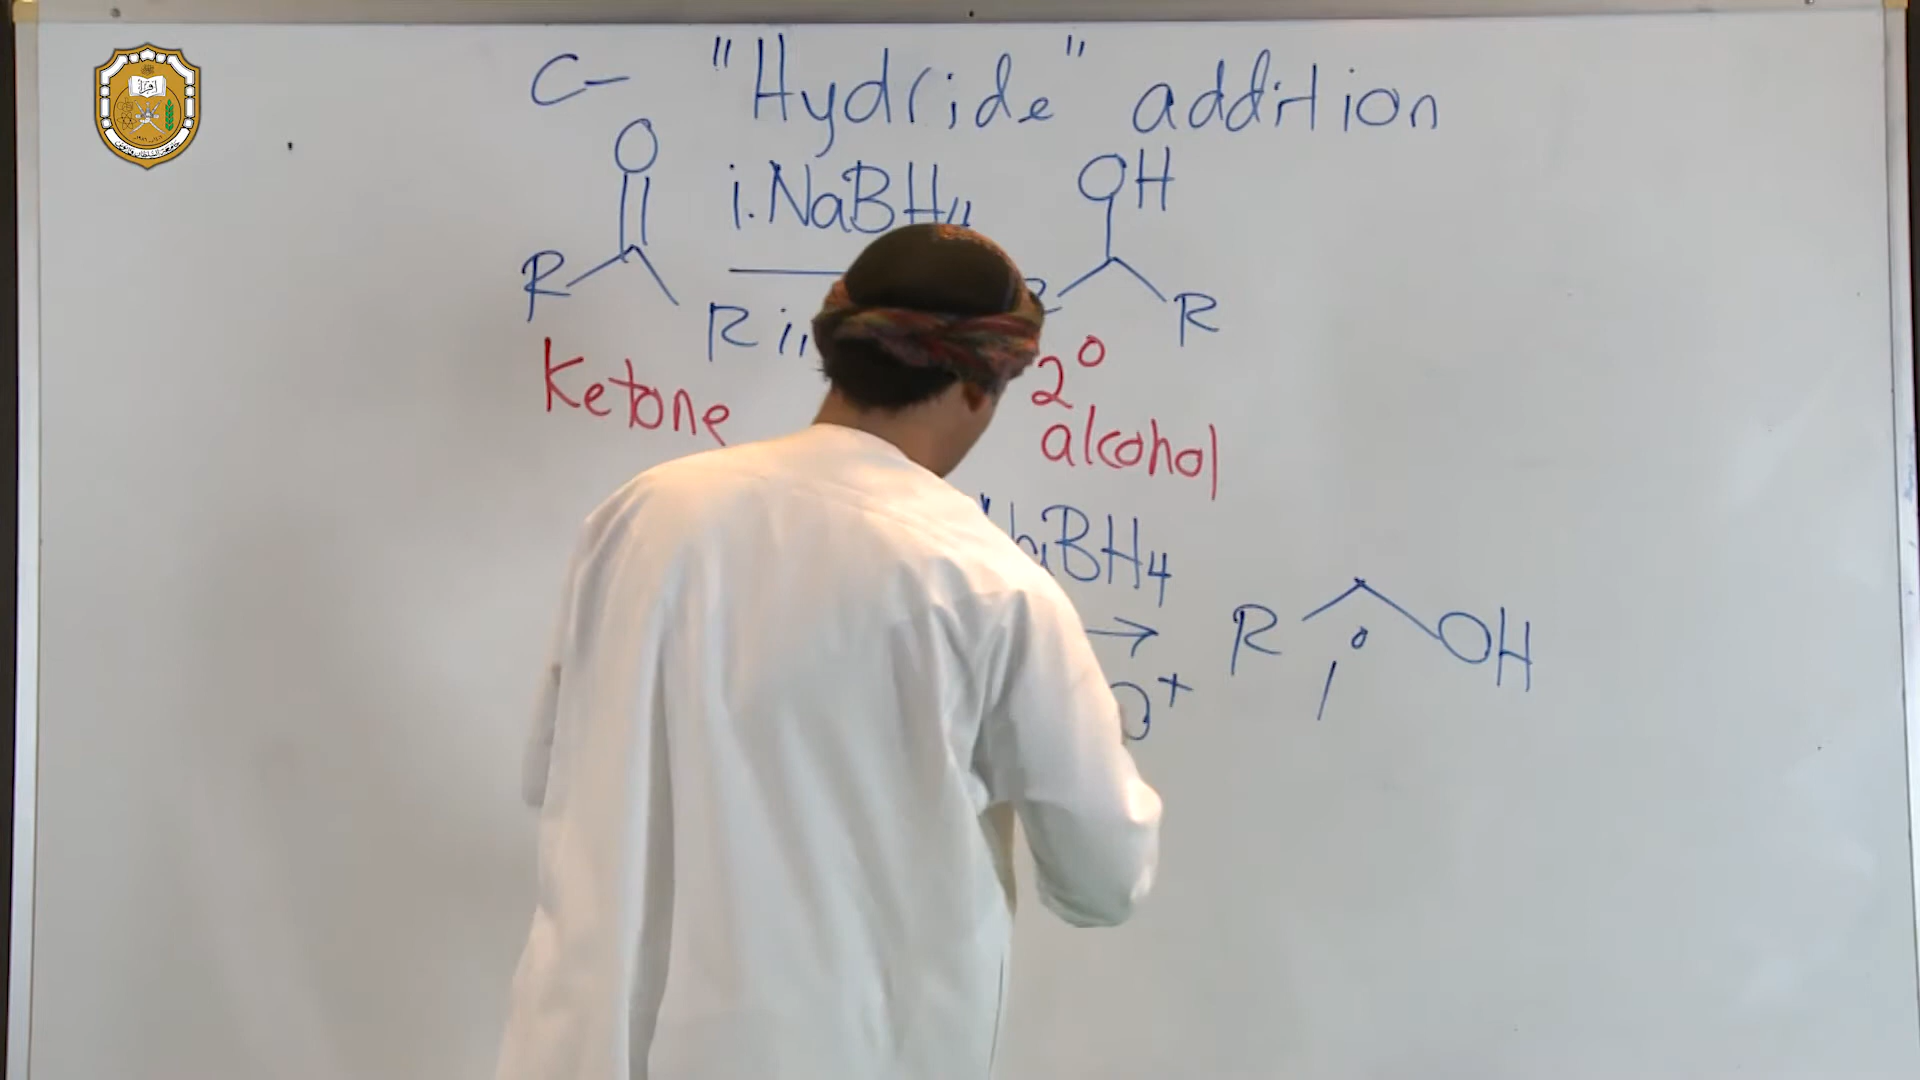 C- "Hydride" addition
O
OH
i. NaBH4
R
R ii
R
Ketone
2°
alcohol
BH4
R
OH
1°
O+